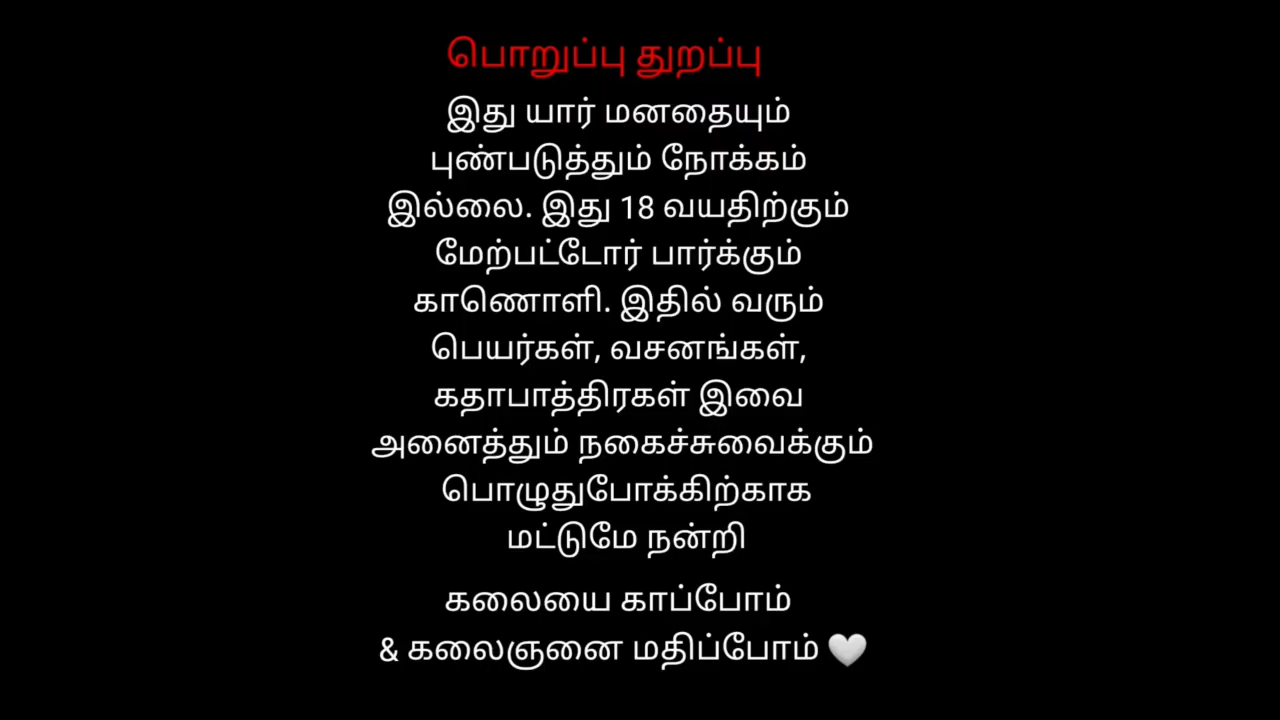 பொறுப்பு துறப்பு
இது யார் மனதையும்
புண்படுத்தும் நோக்கம்
இல்லை. இது 18 வயதிற்கும்
மேற்பட்டோர் பார்க்கும்
காணொளி. இதில் வரும்
பெயர்கள், வசனங்கள்,
கதாபாத்திரகள் இவை
அனைத்தும் நகைச்சுவைக்கும்
பொழுதுபோக்கிற்காக
மட்டுமே நன்றி
கலையை காப்போம்
& கலைஞனை மதிப்போம் 🤍